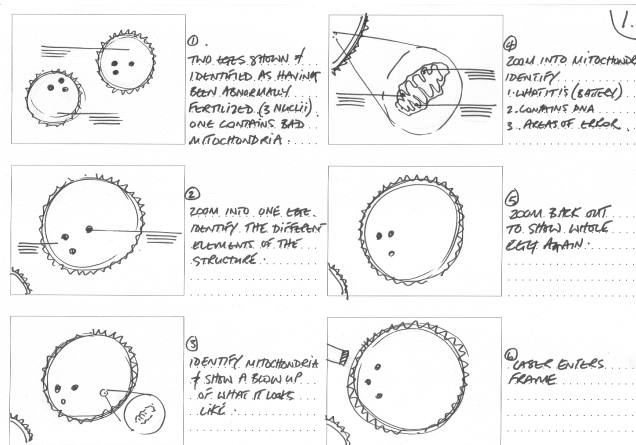 1.
1.
TWO EGGS SHOWN &
IDENTIFIED AS HAVING
BEEN ABNORMALLY
FERTILIZED. (3 NUCLII)
ONE CONTAINS BAD
MITOCHONDRIA.
2
ZOOM INTO ONE EGG.
IDENTIFY THE DIFFERENT
ELEMENTS OF THE
STRUCTURE.
3
IDENTIFY MITOCHONDRIA
& SHOW A BLOW UP
OF WHAT IT LOOKS
LIKE.
4
ZOOM INTO MITOCHONDR
IDENTIFY
1. WHAT IT IS (BATTERY)
2. CONTAINS DNA
3. AREAS OF ERROR.
5
ZOOM BACK OUT
TO SHOW WHOLE
EGG AGAIN.
6
LASER ENTERS
FRAME